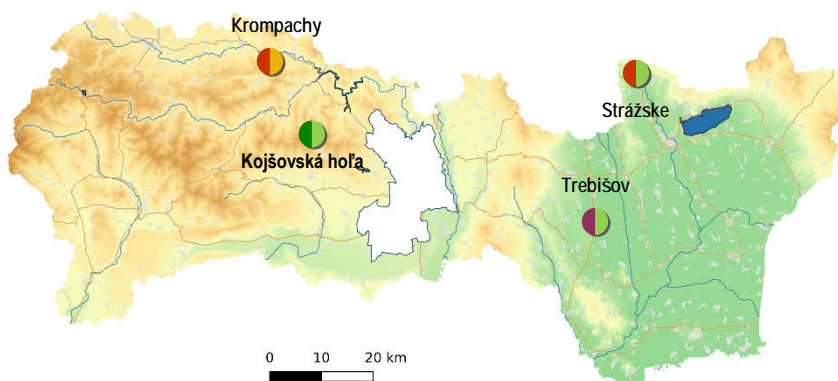 Krompachy
Strážske
Kojšovská hoľa
Trebišov
0 10 20 km